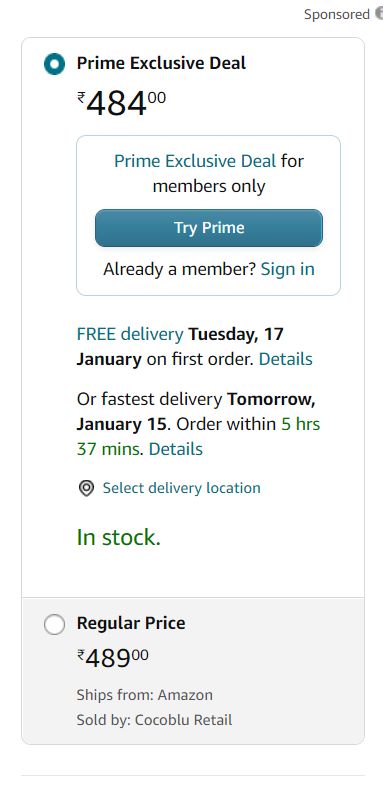 Sponsored
Prime Exclusive Deal
₹48400
Prime Exclusive Deal for
members only
Try Prime
Already a member? Sign in
FREE delivery Tuesday, 17
January on first order. Details
Or fastest delivery Tomorrow,
January 15. Order within 5 hrs
37 mins. Details
Select delivery location
In stock.
Regular Price
₹48900
Ships from: Amazon
Sold by: Cocoblu Retail